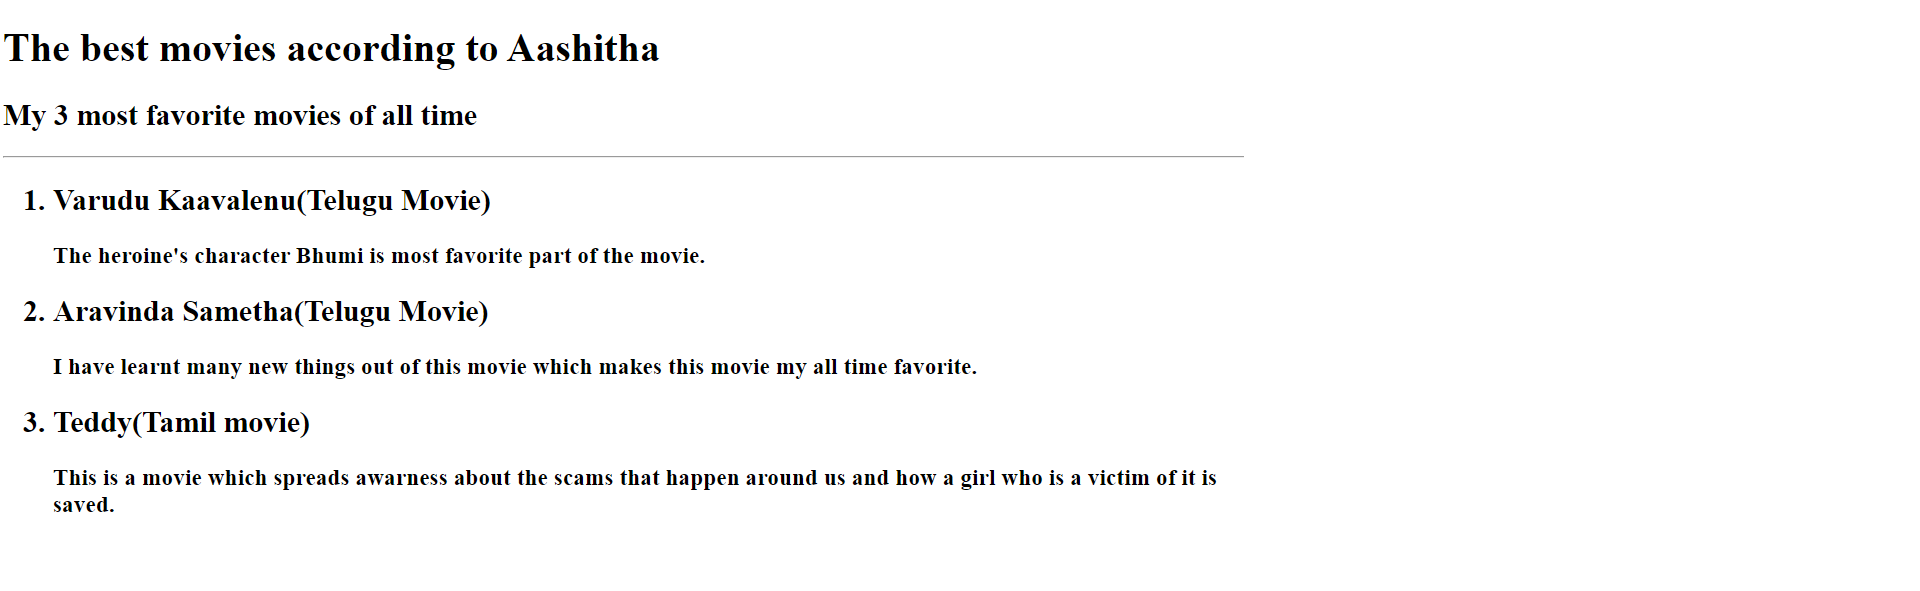 The best movies according to Aashitha
My 3 most favorite movies of all time
1. Varudu Kaavalenu(Telugu Movie)
The heroine's character Bhumi is most favorite part of the movie.
2. Aravinda Sametha(Telugu Movie)
I have learnt many new things out of this movie which makes this movie my all time favorite.
3. Teddy(Tamil movie)
This is a movie which spreads awarness about the scams that happen around us and how a girl who is a victim of it is
saved.